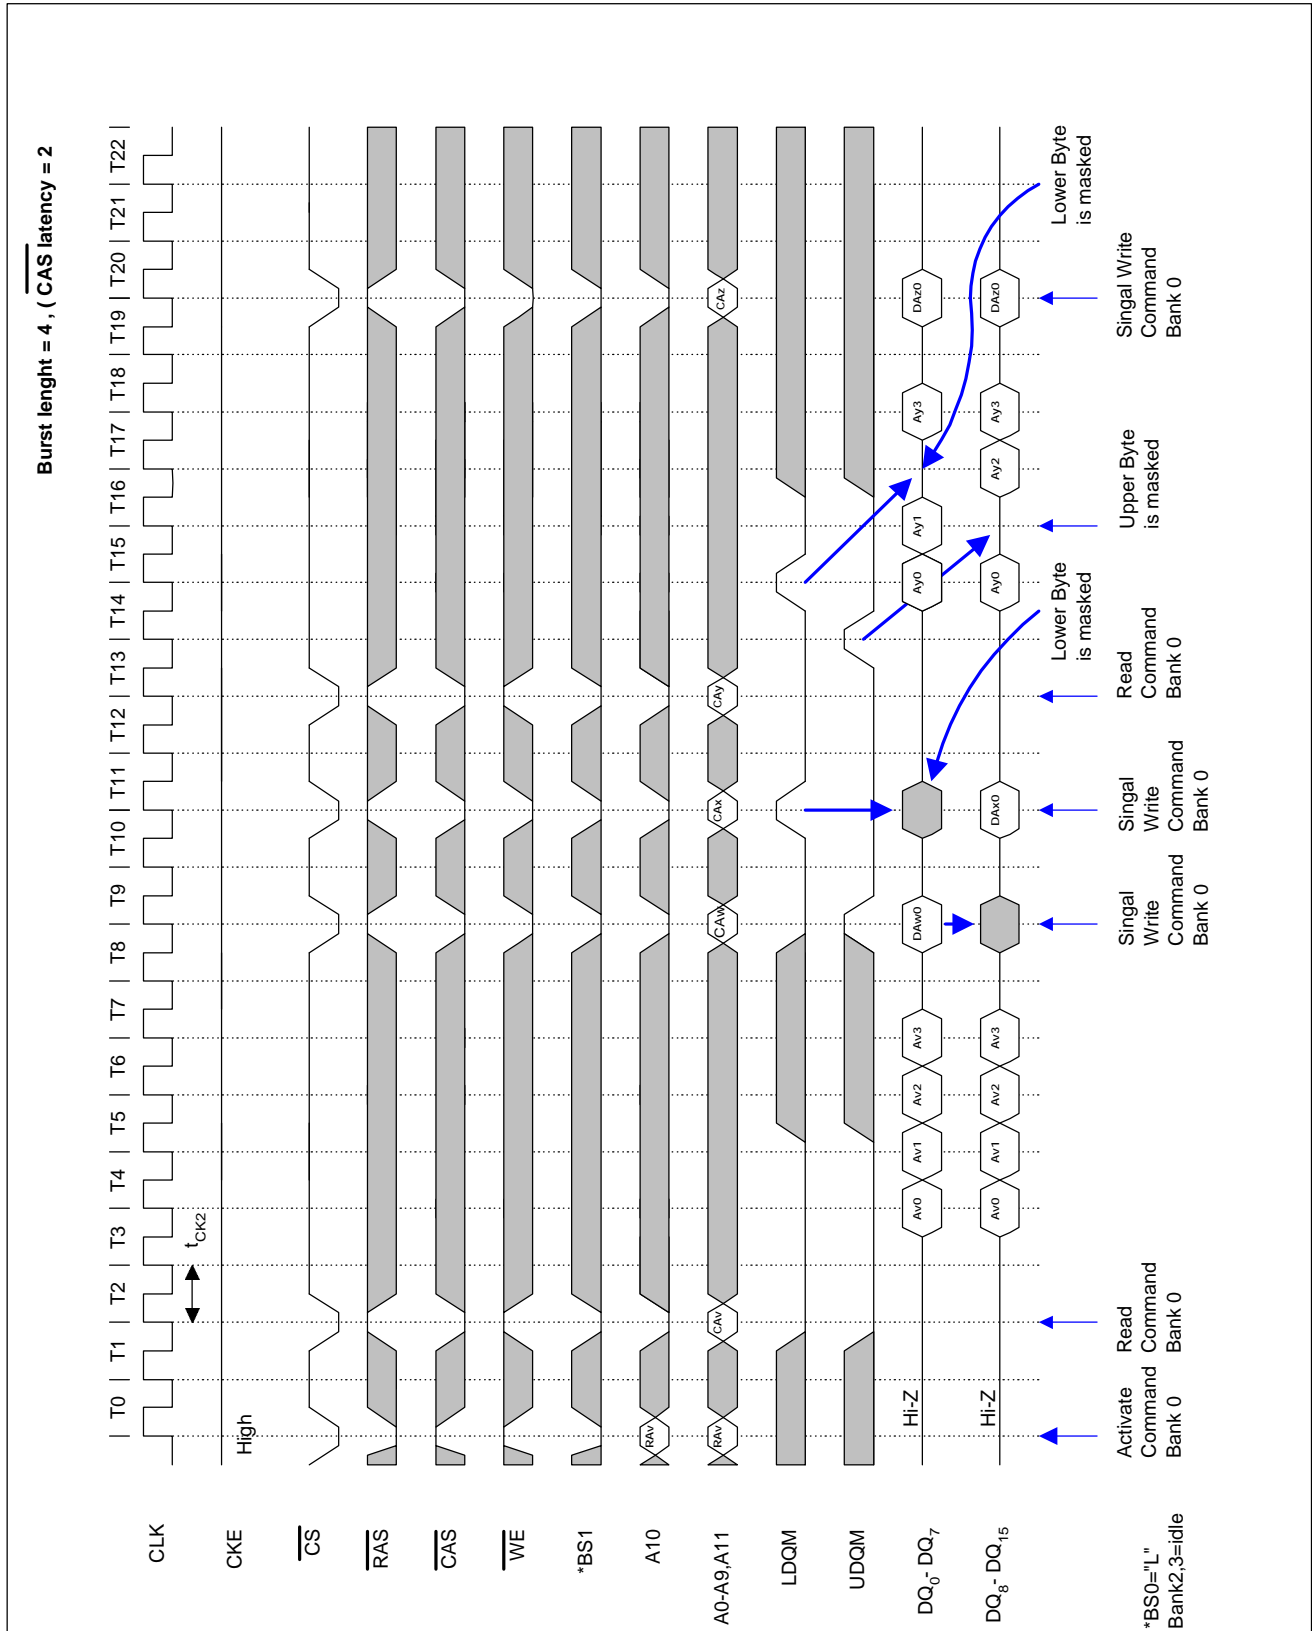 Burst lenght = 4 , ( CAS latency = 2
T0 T1 T2 T3 T4 T5 T6 T7 T8 T9 T10 T11 T12 T13 T14 T15 T16 T17 T18 T19 T20 T21 T22
CLK
tCK2
CKE
High
CS
RAS
CAS
WE
*BS1
A10
RAv
A0-A9,A11
RAv CAv CAw CAx CAy CAz
LDQM
UDQM
DQ0- DQ7
Hi-Z
Av0 Av1 Av2 Av3 DAw0 Ay0 Ay1 Ay3 DAz0
DQ8- DQ15
Hi-Z
Av0 Av1 Av2 Av3 DAx0 Ay0 Ay2 Ay3 DAz0
Lower Byte
is masked
Lower Byte
is masked
Upper Byte
is masked
Activate
Command
Bank 0
Read
Command
Bank 0
Singal
Write
Command
Bank 0
Singal
Write
Command
Bank 0
Read
Command
Bank 0
Singal Write
Command
Bank 0
*BS0="L"
Bank2,3=idle